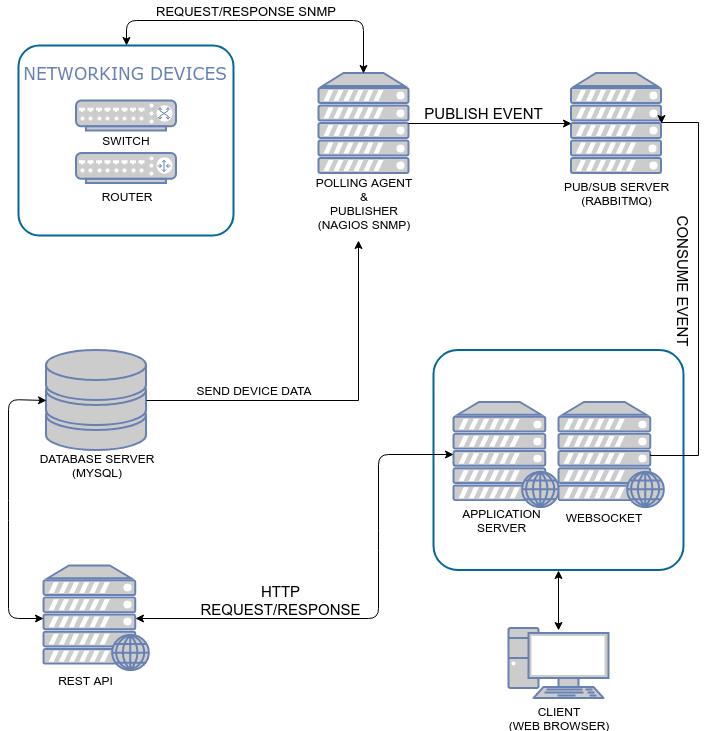 REQUEST/RESPONSE SNMP
NETWORKING DEVICES
SWITCH
ROUTER
POLLING AGENT
&
PUBLISHER
(NAGIOS SNMP)
PUBLISH EVENT
PUB/SUB SERVER
(RABBITMQ)
CONSUME EVENT
SEND DEVICE DATA
DATABASE SERVER
(MYSQL)
APPLICATION
SERVER
WEBSOCKET
HTTP
REQUEST/RESPONSE
REST API
CLIENT
(WEB BROWSER)